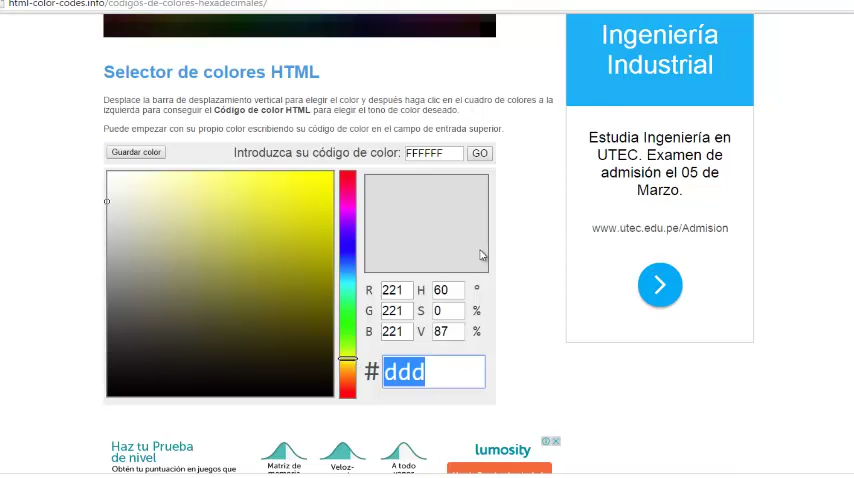 html-color-codes.info/codigos-de-colores-hexadecimales/
Selector de colores HTML
Desplace la barra de desplazamiento vertical para elegir el color y después haga clic en el cuadro de colores a la
izquierda para conseguir el Código de color HTML para elegir el tono de color deseado.
Puede empezar con su propio color escribiendo su código de color en el campo de entrada superior.
Guardar color
Introduzca su código de color: FFFFFF GO
R 221 H 60 °
G 221 S 0 %
B 221 V 87 %
# ddd
Ingeniería
Industrial
Estudia Ingeniería en
UTEC. Examen de
admisión el 05 de
Marzo.
www.utec.edu.pe/Admision
Haz tu Prueba
de nivel
Obtén tu puntuación en juegos que
Matriz de
Veloz-
A todo
lumosity